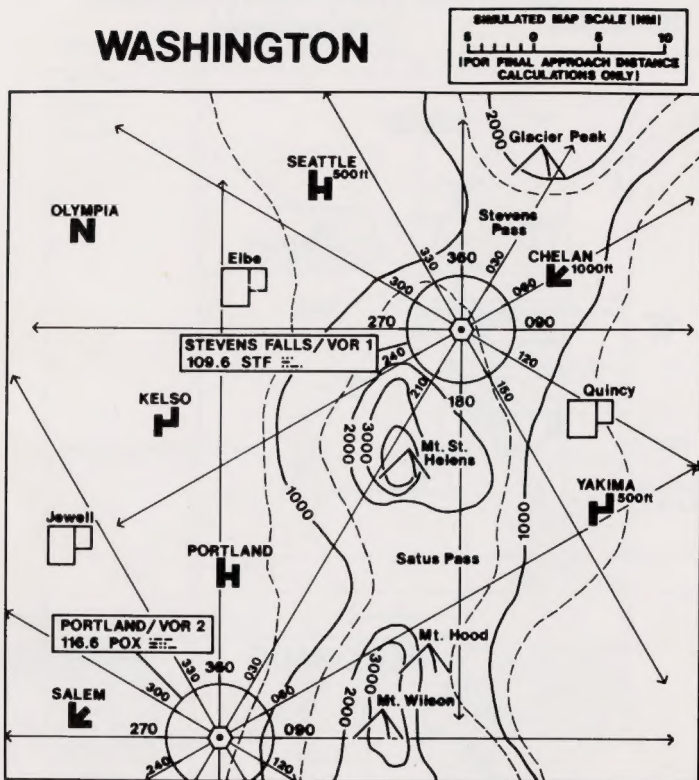 SIMULATED MAP SCALE (NM)
5 0 5 10
(FOR FINAL APPROACH DISTANCE
CALCULATIONS ONLY)
WASHINGTON
2000
Glacier Peak
SEATTLE
500ft
OLYMPIA
Stevens
Pass
Elbe
330
360
030
CHELAN
1000ft
300
060
270
090
STEVENS FALLS/VOR 1
109.6 STF
240
120
210
180
150
KELSO
Quincy
3000
2000
Mt. St.
Helens
1000
1000
YAKIMA
500ft
Jewell
PORTLAND
Satus Pass
PORTLAND/VOR 2
116.6 POX
Mt. Hood
330
360
030
300
060
3000
2000
SALEM
Mt. Wilson
270
090
240
120